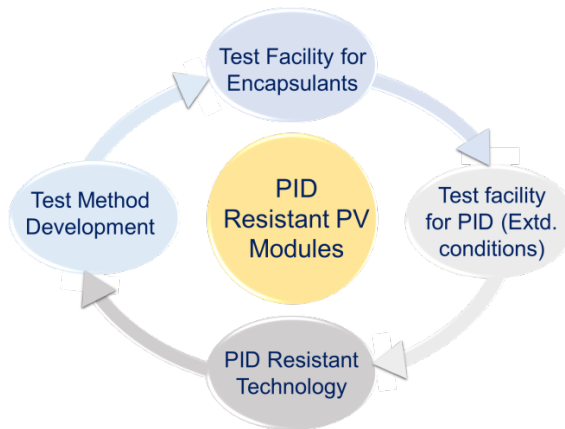 Test Facility for
Encapsulants
Test facility
for PID (Extd.
conditions)
PID Resistant
Technology
Test Method
Development
PID
Resistant PV
Modules